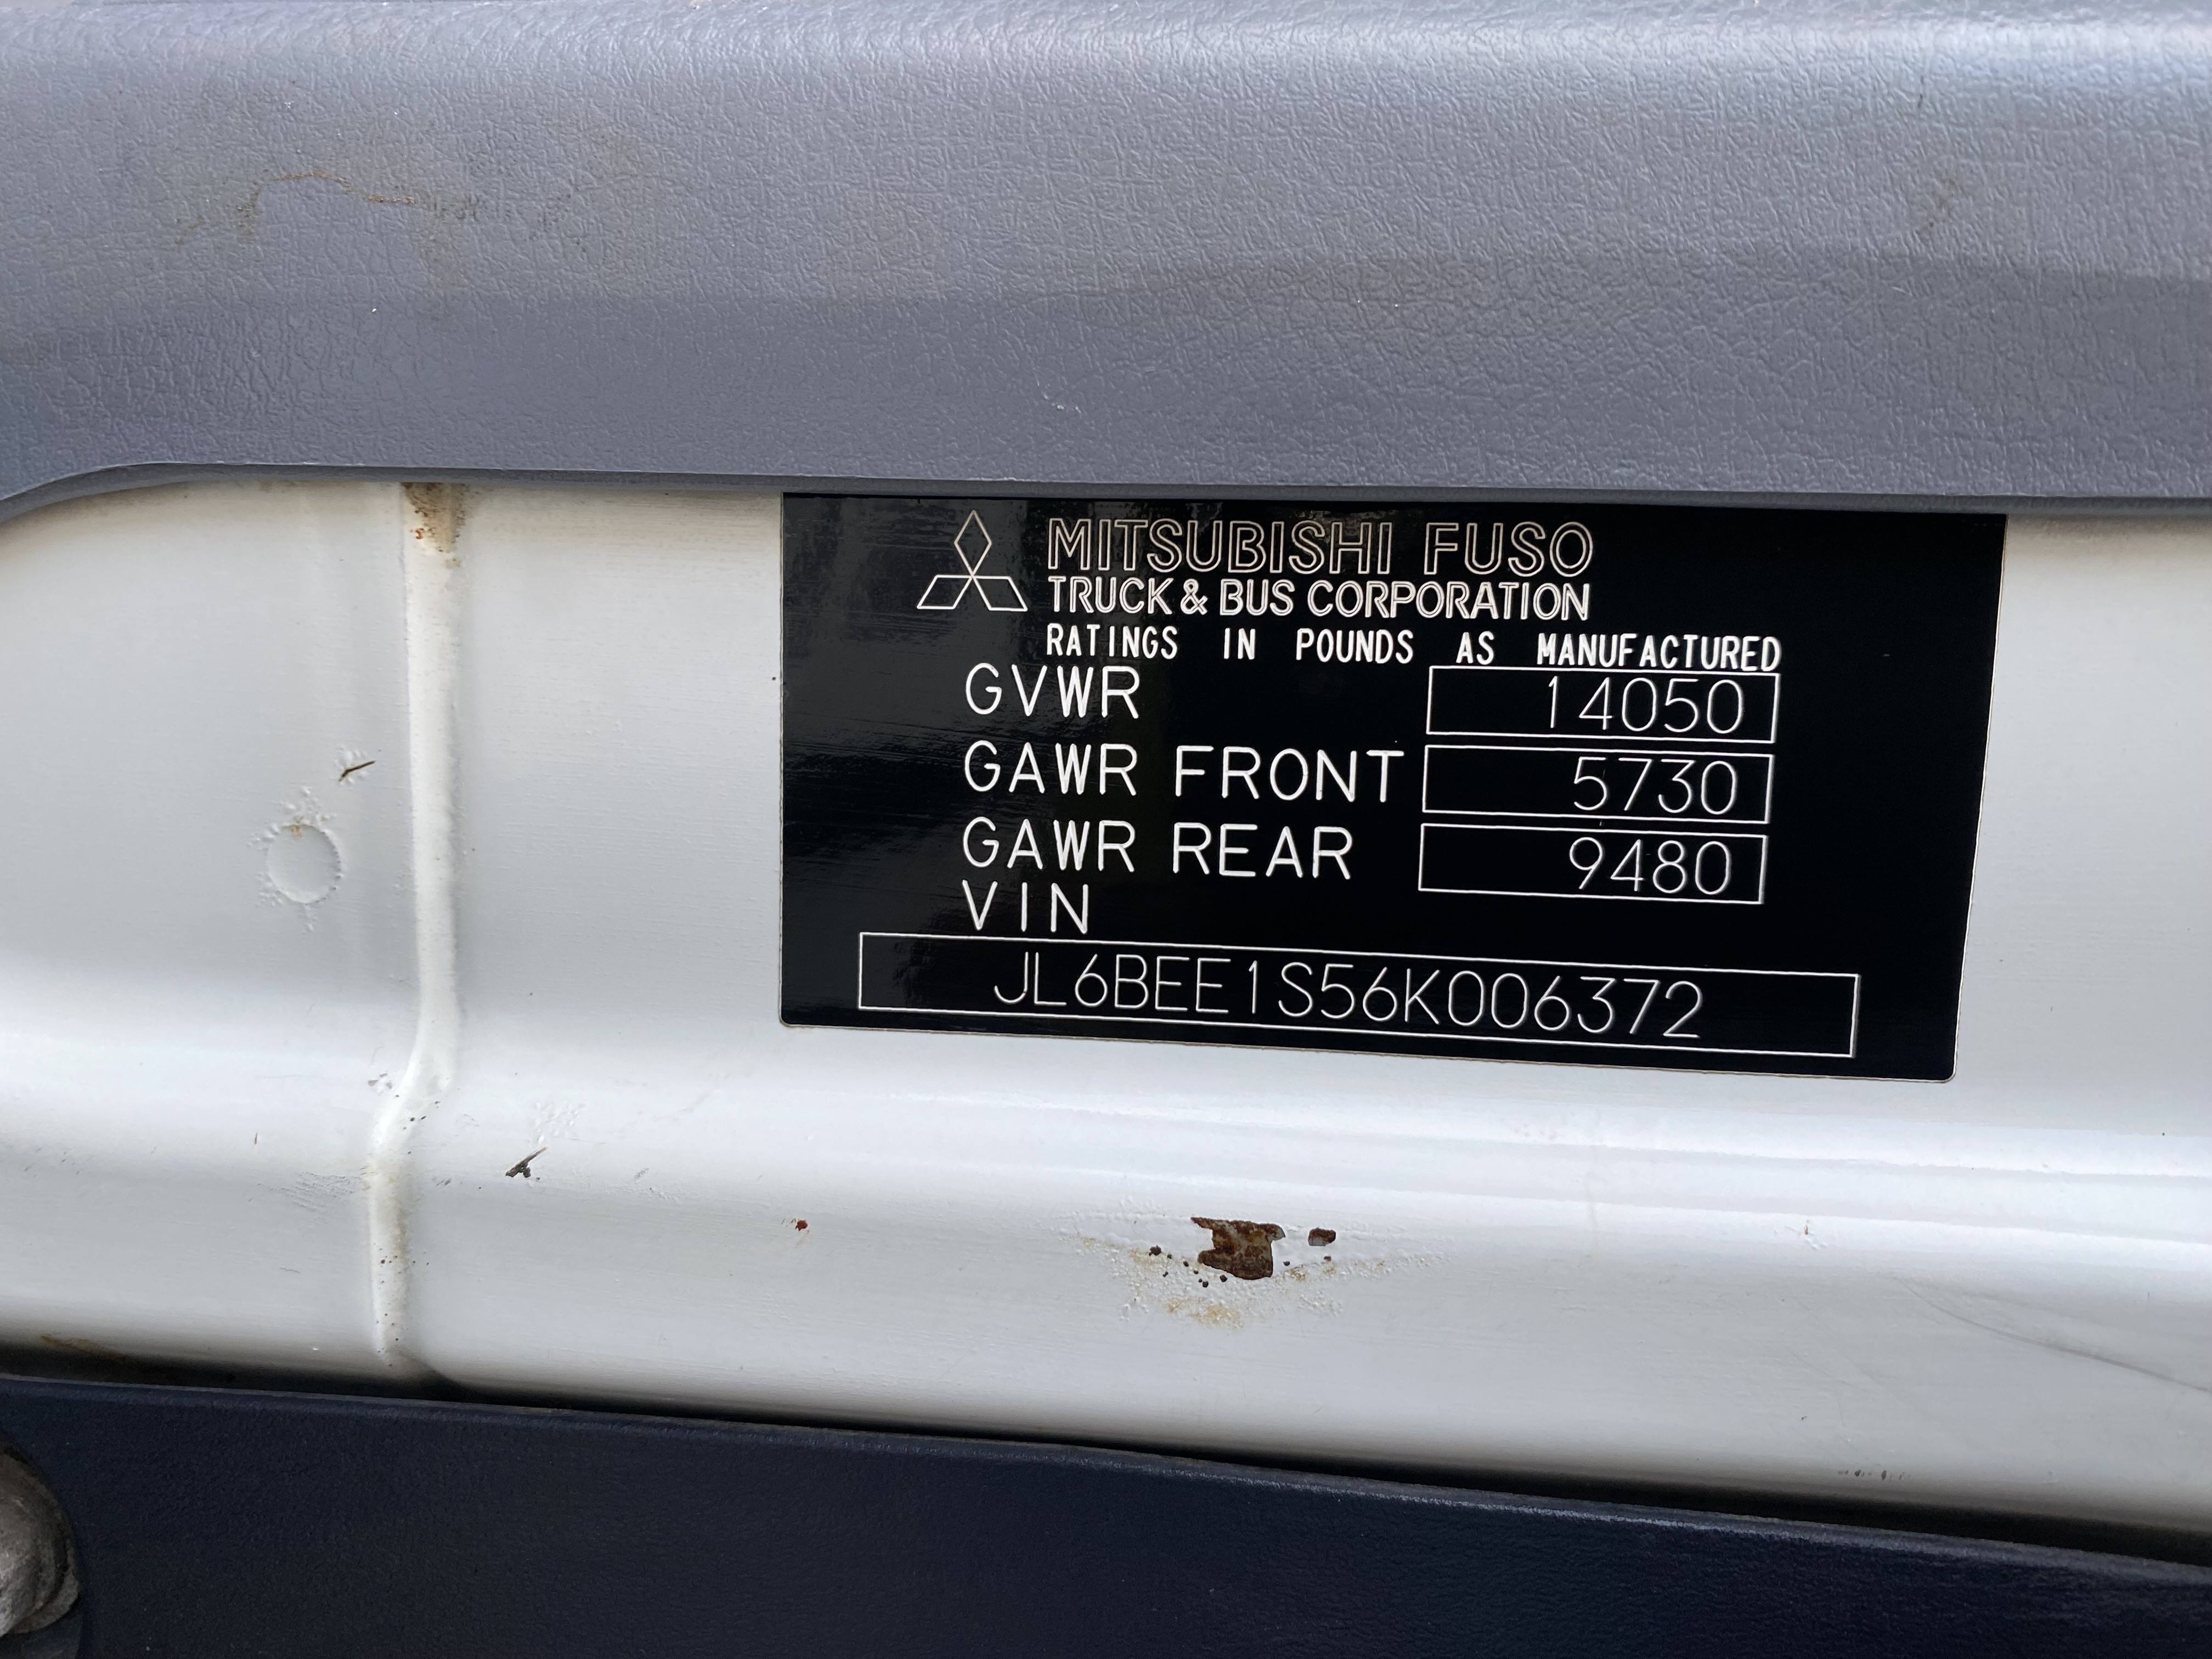 MITSUBISHI FUSO
TRUCK & BUS CORPORATION
RATINGS IN POUNDS AS MANUFACTURED
GVWR 14050
GAWR FRONT 5730
GAWR REAR 9480
VIN
JL6BEE1S56K006372